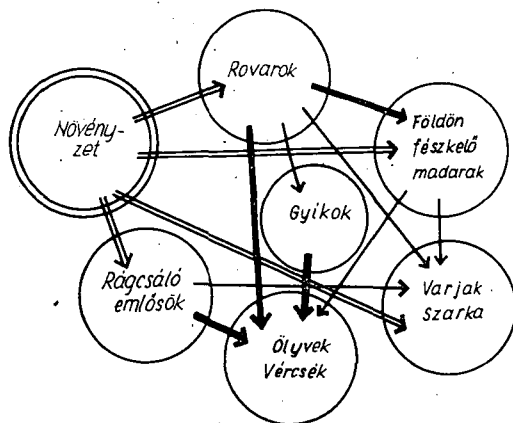 Rovarok
Növény-
zet
Földön
fészkelő
madarak
Gyíkok
Rágcsáló
emlősök
Varjak
Szarka
Ölyvek
Vércsék